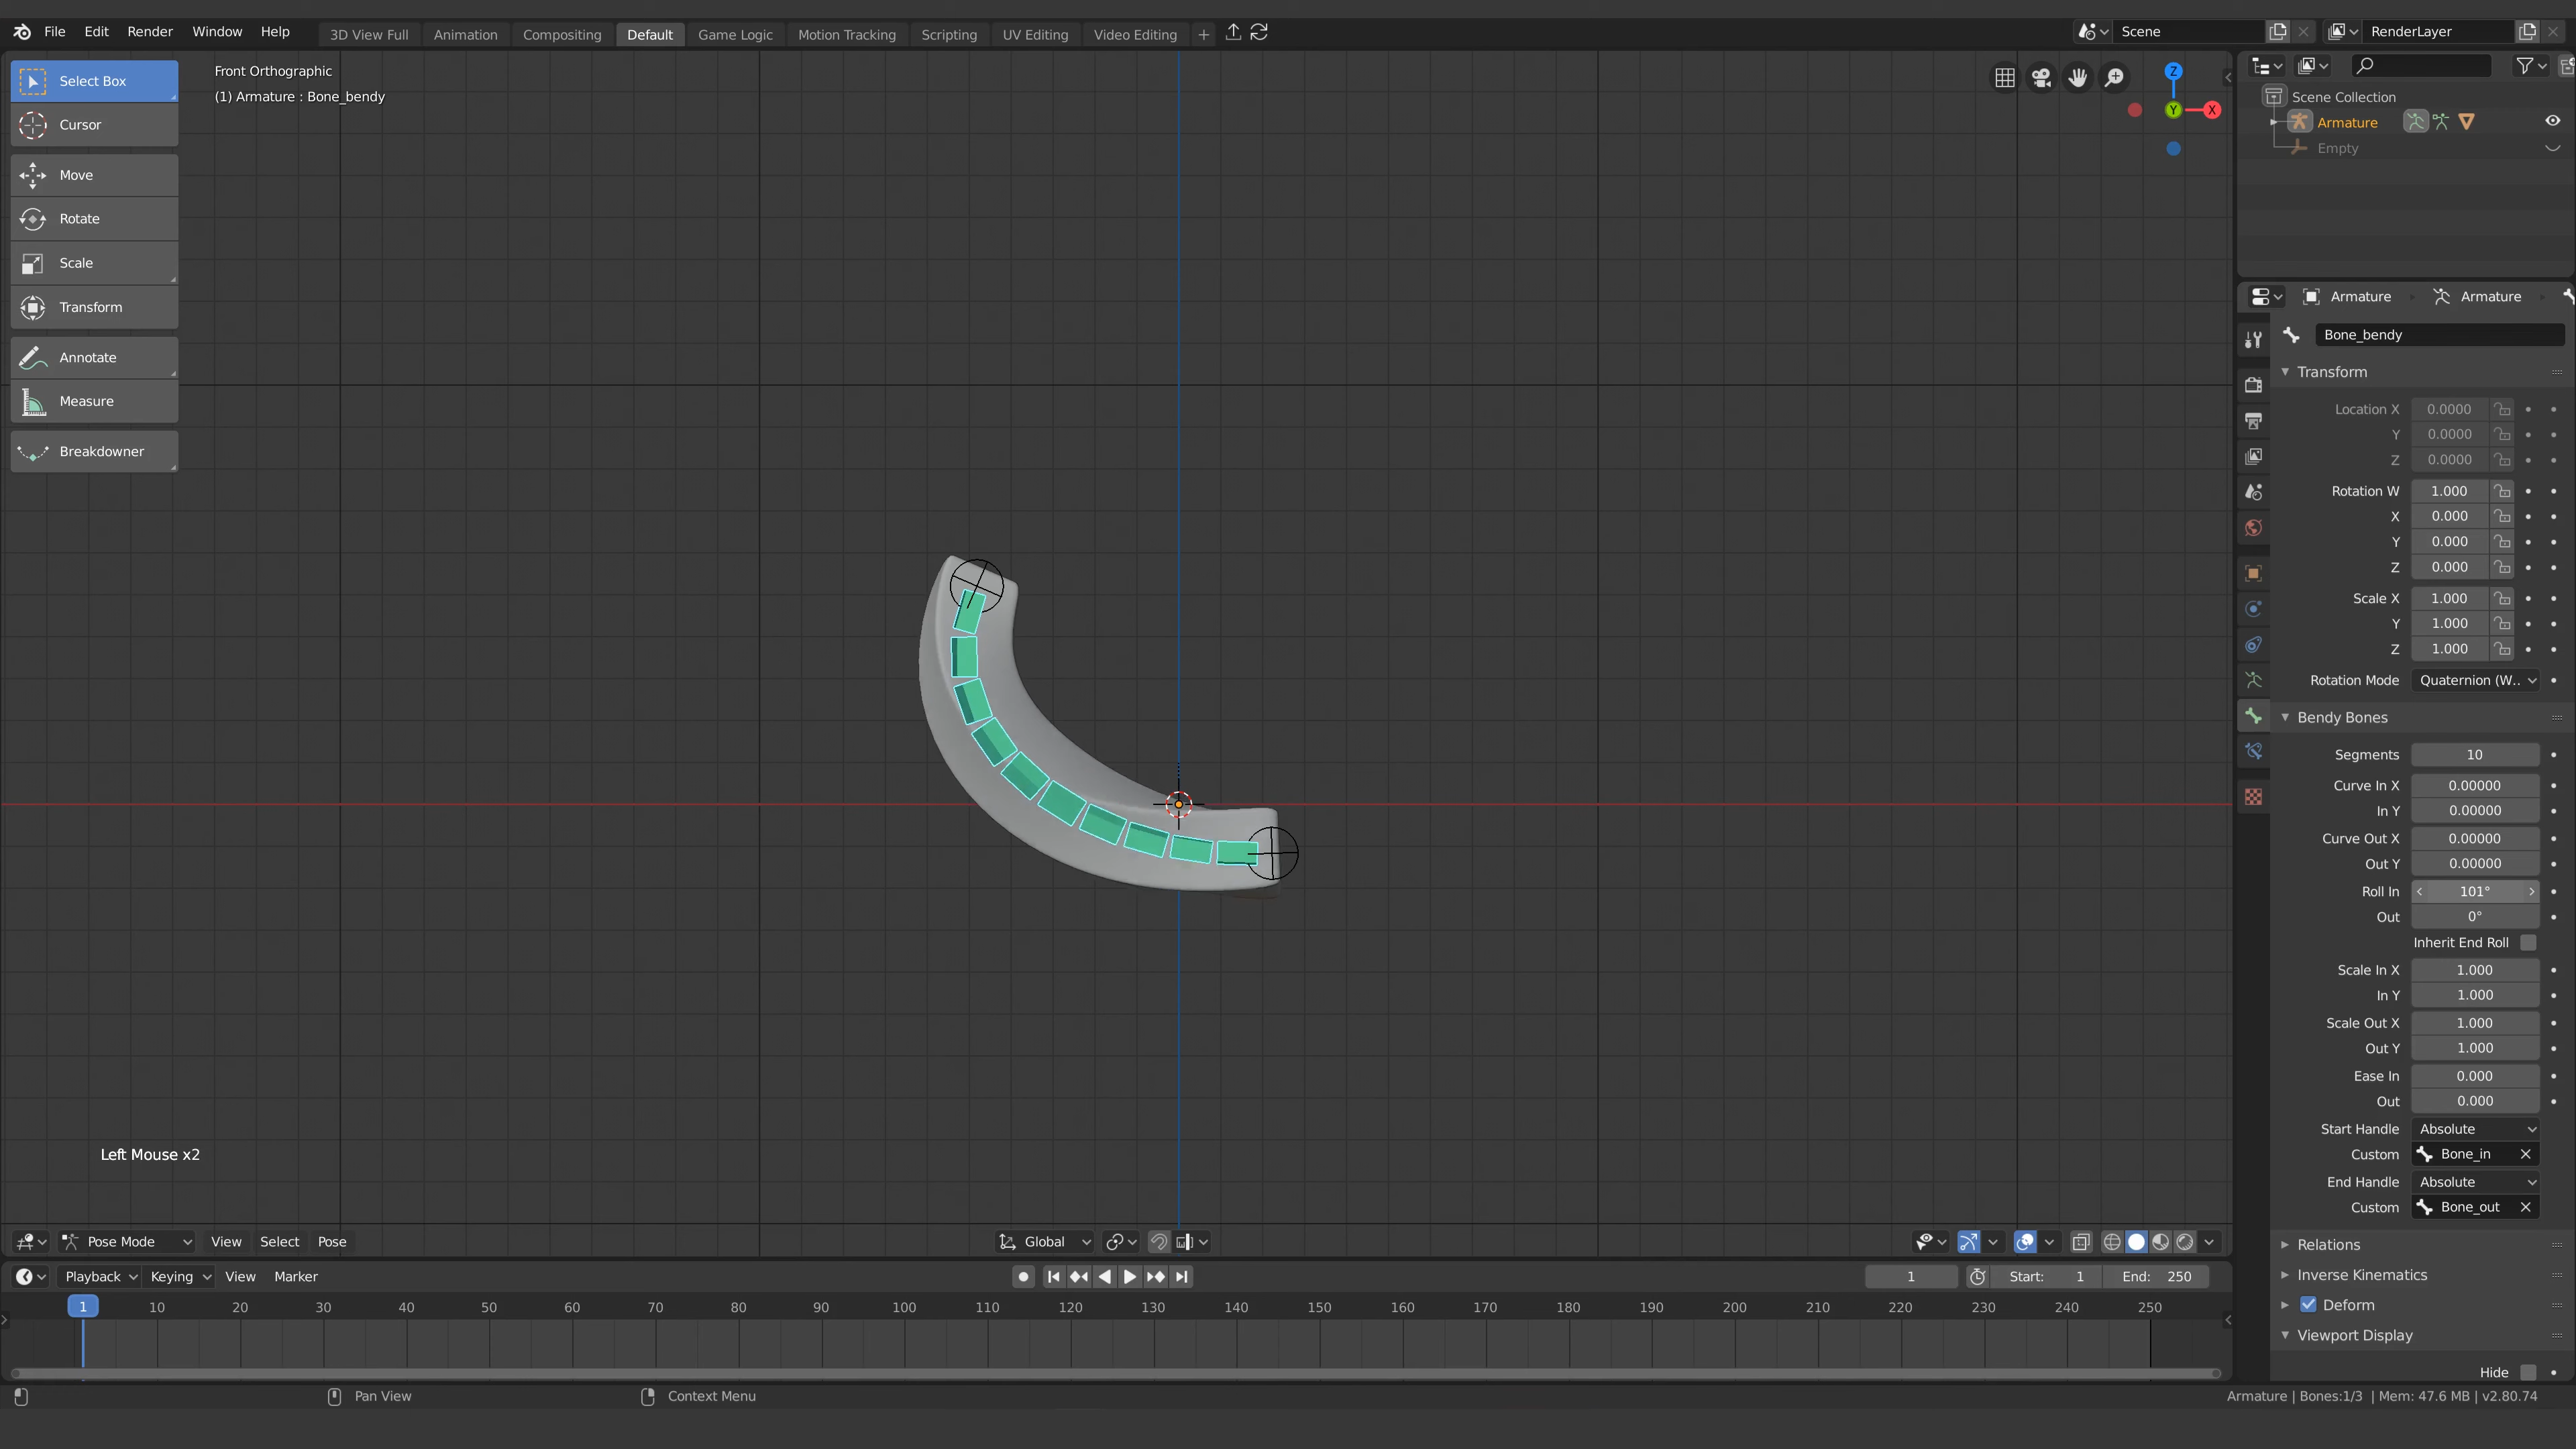 File Edit Render Window Help 3D View Full Animation Compositing Default Game Logic Motion Tracking Scripting UV Editing Video Editing + Scene RenderLayer
Select Box
Cursor
Move
Rotate
Scale
Transform
Annotate
Measure
Breakdowner
Front Orthographic
(1) Armature : Bone_bendy
Z
Y
X
Left Mouse x2
Scene Collection
Armature
Empty
Armature Armature
Bone_bendy
Transform
Location X 0.0000
Y 0.0000
Z 0.0000
Rotation W 1.000
X 0.000
Y 0.000
Z 0.000
Scale X 1.000
Y 1.000
Z 1.000
Rotation Mode Quaternion (W..
Bendy Bones
Segments 10
Curve In X 0.00000
In Y 0.00000
Curve Out X 0.00000
Out Y 0.00000
Roll In 101°
Out 0°
Inherit End Roll
Scale In X 1.000
In Y 1.000
Scale Out X 1.000
Out Y 1.000
Ease In 0.000
Out 0.000
Start Handle Absolute
Custom Bone_in
End Handle Absolute
Custom Bone_out
Relations
Inverse Kinematics
Deform
Viewport Display
Hide
Pose Mode View Select Pose Global
Playback Keying View Marker 1 Start: 1 End: 250
1 10 20 30 40 50 60 70 80 90 100 110 120 130 140 150 160 170 180 190 200 210 220 230 240 250
Pan View Context Menu Armature | Bones:1/3 | Mem: 47.6 MB | v2.80.74